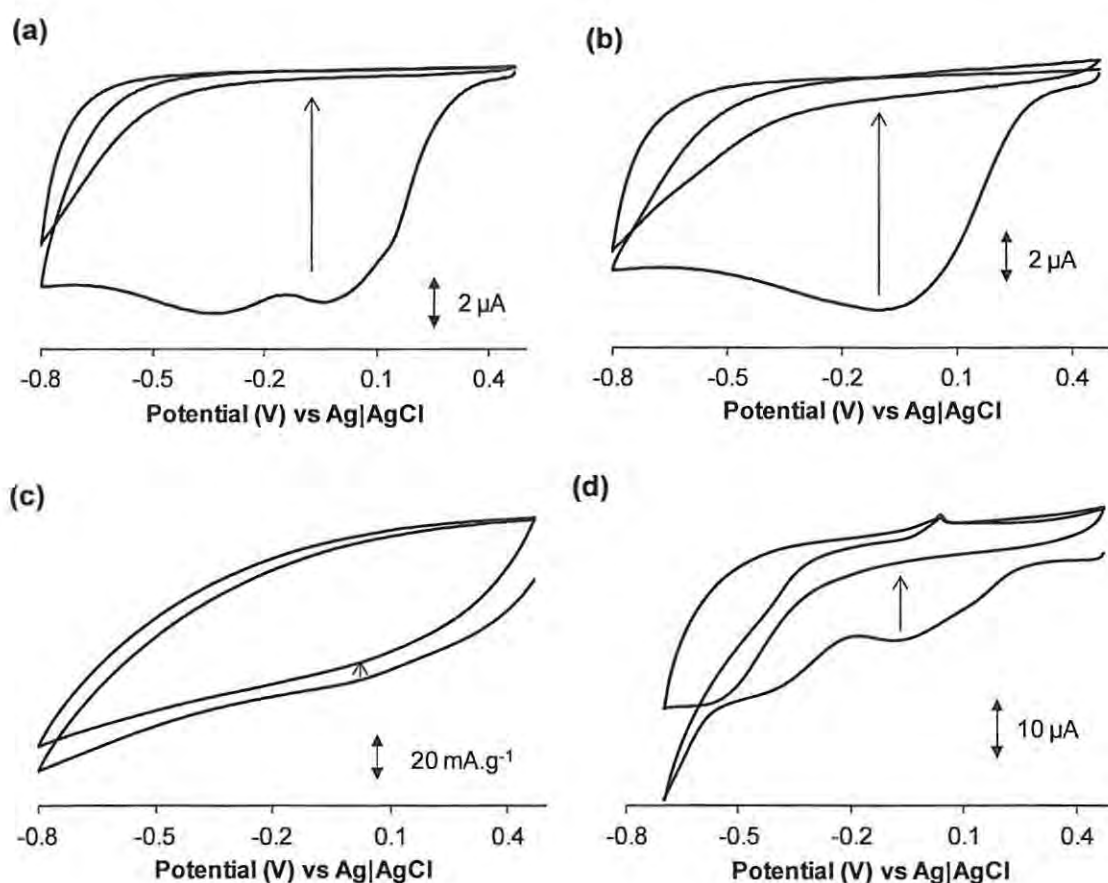 (a)
2 µA
-0.8 -0.5 -0.2 0.1 0.4
Potential (V) vs Ag|AgCl
(b)
2 µA
-0.8 -0.5 -0.2 0.1 0.4
Potential (V) vs Ag|AgCl
(c)
20 mA.g⁻¹
-0.8 -0.5 -0.2 0.1 0.4
Potential (V) vs Ag|AgCl
(d)
10 µA
-0.8 -0.5 -0.2 0.1 0.4
Potential (V) vs Ag|AgCl